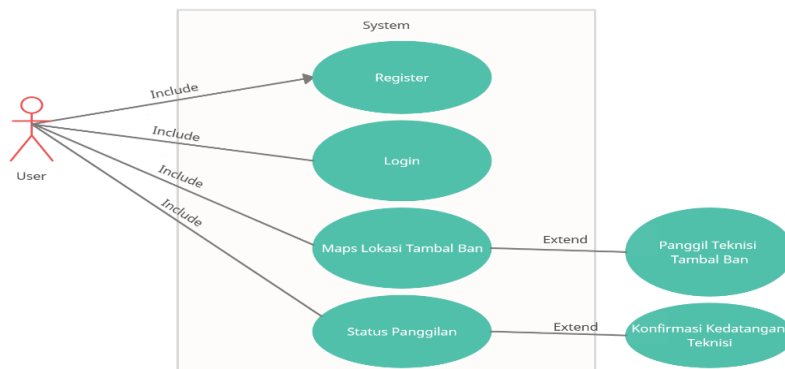 System
Register
Include
Include
Login
User
Include
Include
Maps Lokasi Tambal Ban
Extend
Panggil Teknisi
Tambal Ban
Status Panggilan
Extend
Konfirmasi Kedatangan
Teknisi